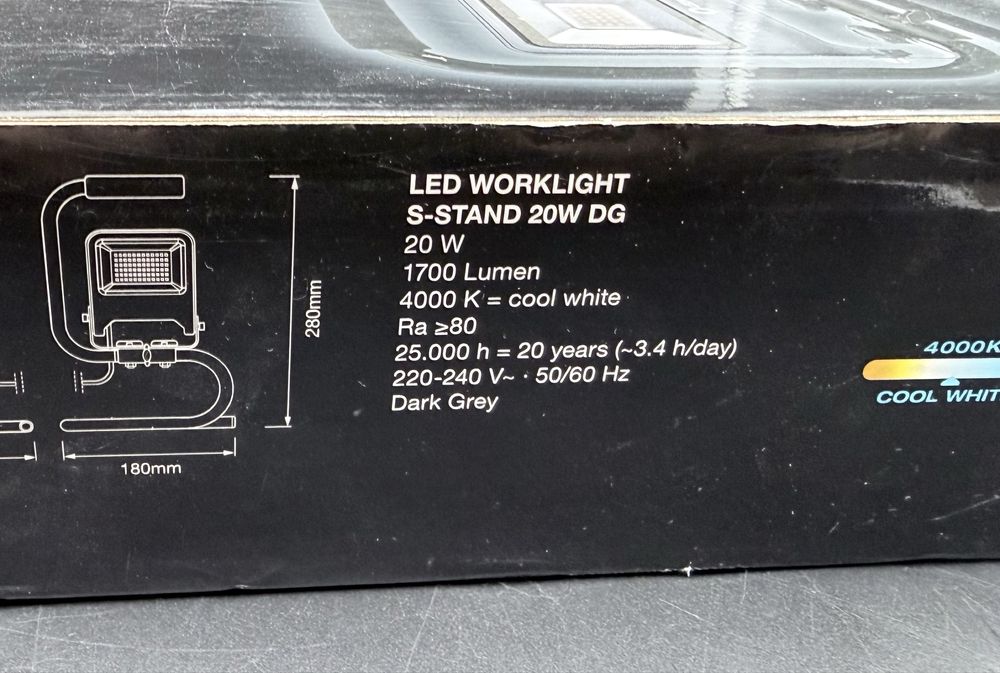 LED WORKLIGHT
S-STAND 20W DG
20 W
1700 Lumen
4000 K = cool white
Ra ≥80
25.000 h = 20 years (~3.4 h/day)
220-240 V~ · 50/60 Hz
Dark Grey
280mm
180mm
4000K
COOL WHIT